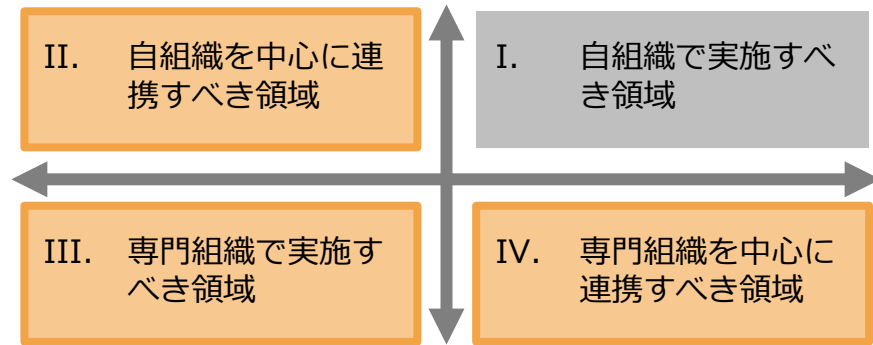 II. 自組織を中心に連
携すべき領域
I. 自組織で実施すべ
き領域
III. 専門組織で実施す
べき領域
IV. 専門組織を中心に
連携すべき領域